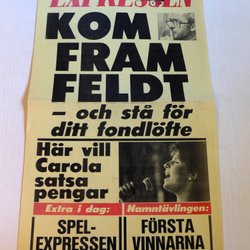 EXPRESSEN
KOM
FRAM
FELDT
– och stå för
ditt fondlöfte
Här vill
Carola
satsa
pengar
Extra i dag:
Namntävlingen:
SPEL-
EXPRESSEN
FÖRSTA
VINNARNA